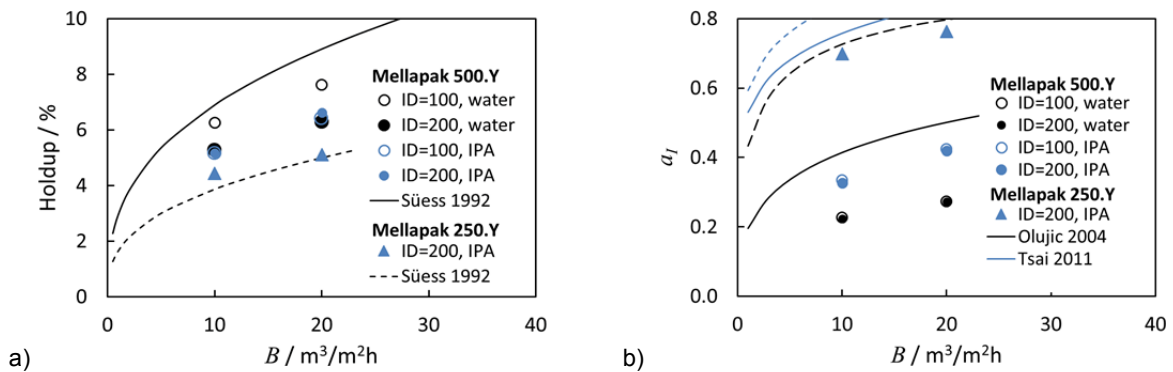 10
8
6
4
2
0
Holdup / %
0
10
20
30
40
B / m³/m²h
Mellapak 500.Y
ID=100, water
ID=200, water
ID=100, IPA
ID=200, IPA
Süess 1992
Mellapak 250.Y
ID=200, IPA
Süess 1992
a)
0.8
0.6
0.4
0.2
0.0
a_I
0
10
20
30
40
B / m³/m²h
Mellapak 500.Y
ID=100, water
ID=200, water
ID=100, IPA
ID=200, IPA
Mellapak 250.Y
ID=200, IPA
Olujic 2004
Tsai 2011
b)